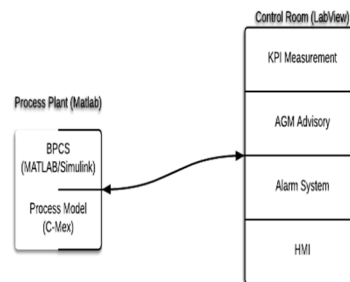 Control Room (LabView)
KPI Measurement
Process Plant (Matlab)
AGM Advisory
BPCS
(MATLAB/Simulink)
Alarm System
Process Model
(C-Mex)
HMI